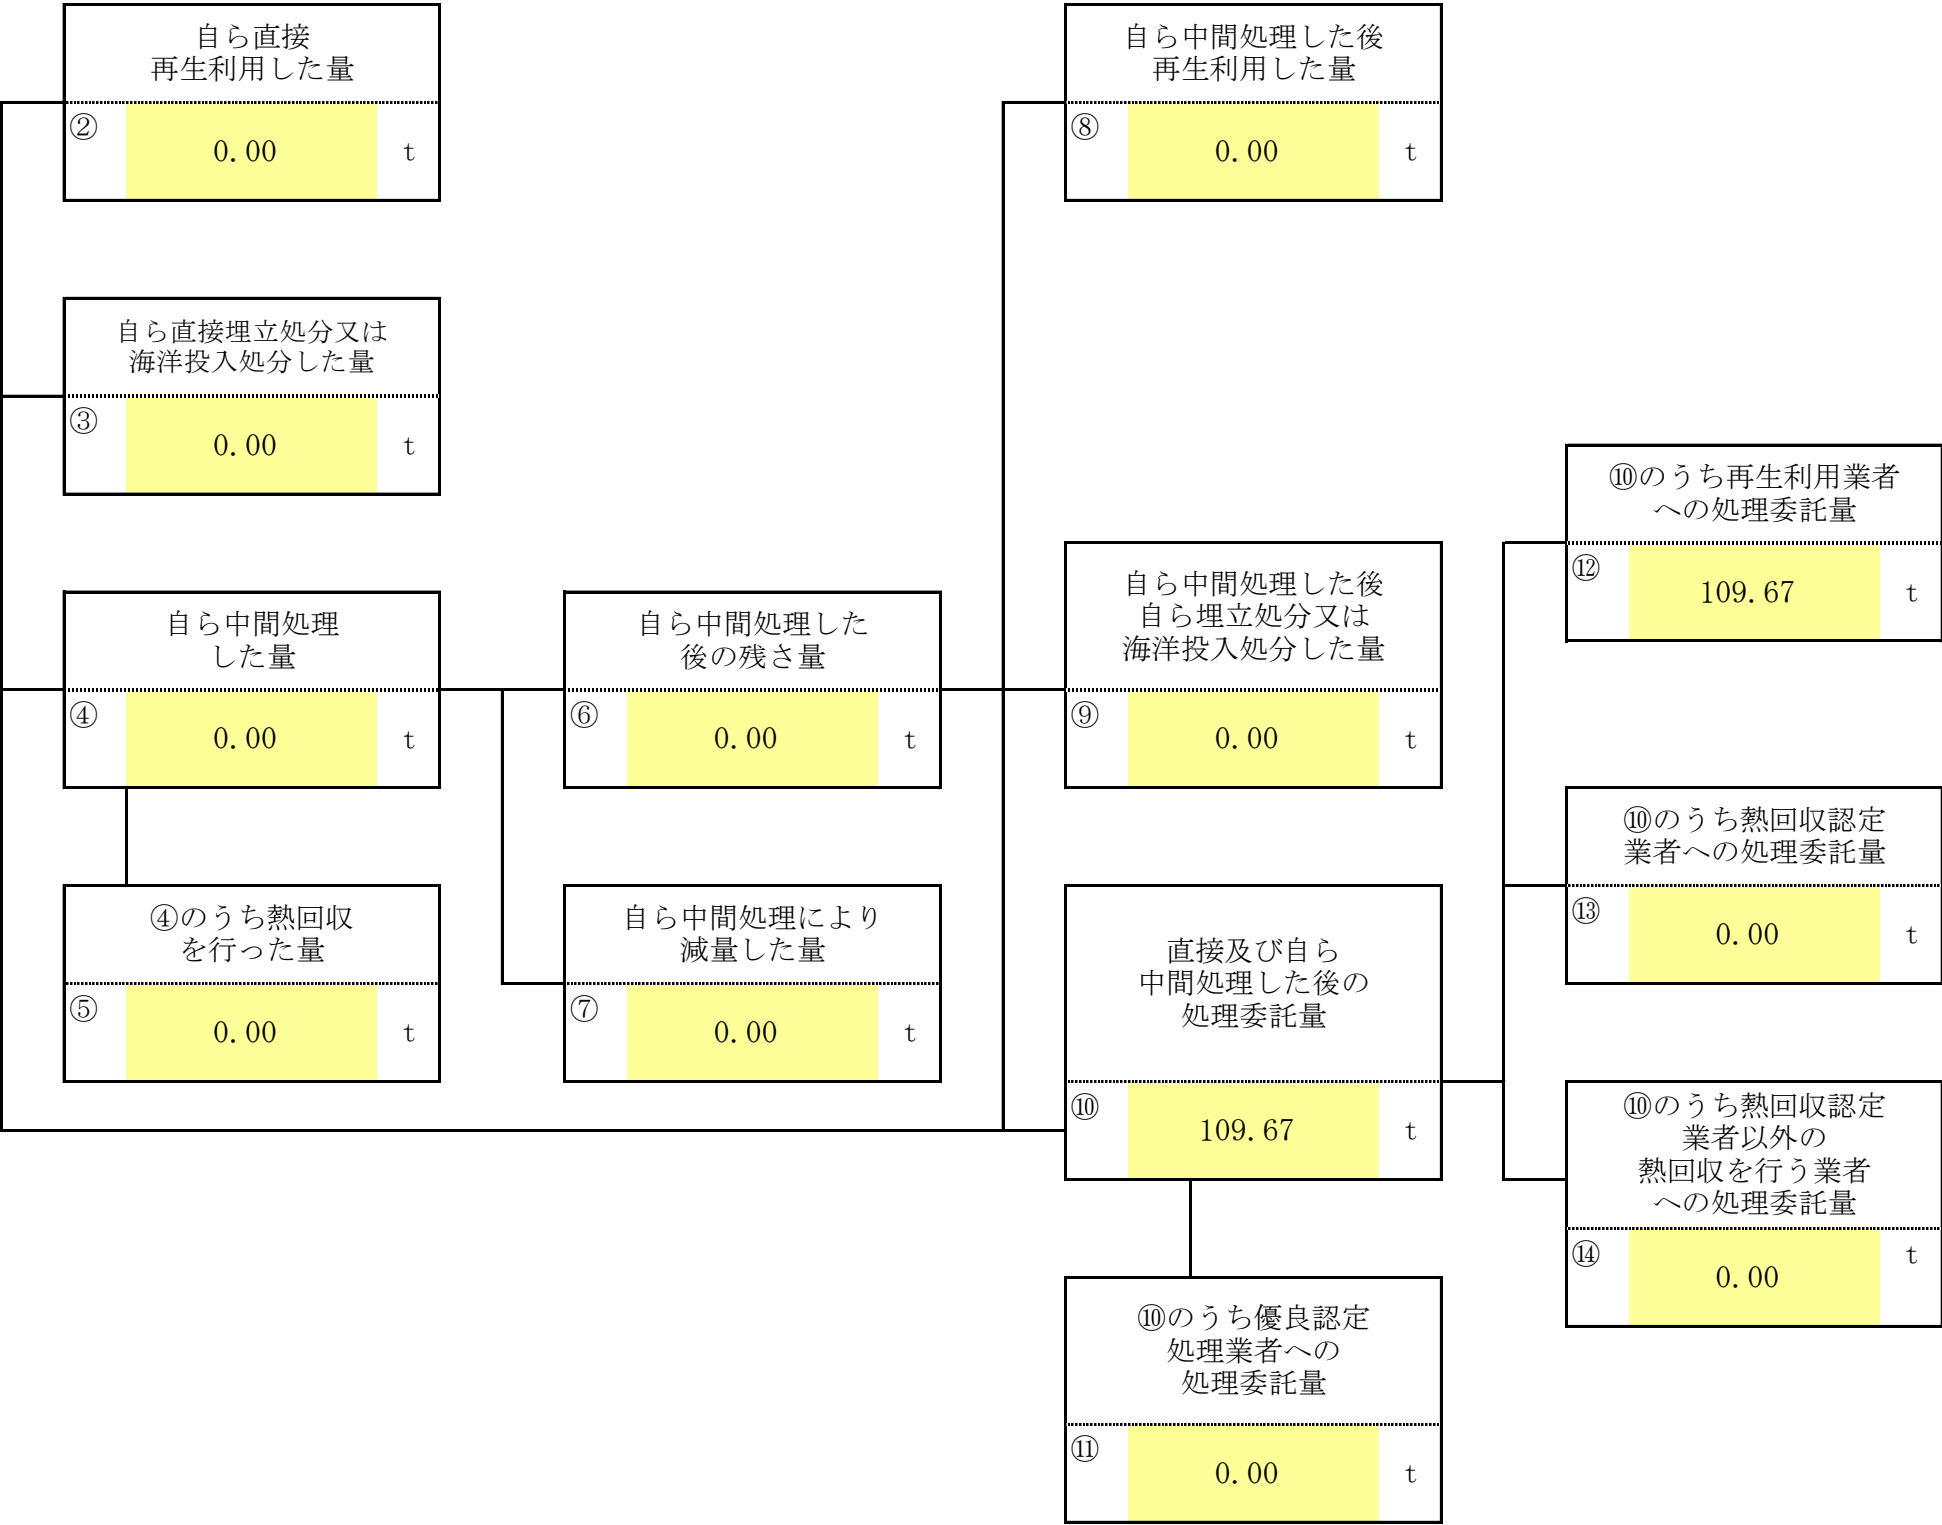 自ら直接
再生利用した量
②
0.00
t
自ら中間処理した後
再生利用した量
⑧
0.00
t
自ら直接埋立処分又は
海洋投入処分した量
③
0.00
t
⑩のうち再生利用業者
への処理委託量
⑫
109.67
t
自ら中間処理
した量
④
0.00
t
自ら中間処理した
後の残さ量
⑥
0.00
t
自ら中間処理した後
自ら埋立処分又は
海洋投入処分した量
⑨
0.00
t
⑩のうち熱回収認定
業者への処理委託量
⑬
0.00
t
④のうち熱回収
を行った量
⑤
0.00
t
自ら中間処理により
減量した量
⑦
0.00
t
直接及び自ら
中間処理した後の
処理委託量
⑩
109.67
t
⑩のうち熱回収認定
業者以外の
熱回収を行う業者
への処理委託量
⑭
0.00
t
⑩のうち優良認定
処理業者への
処理委託量
⑪
0.00
t